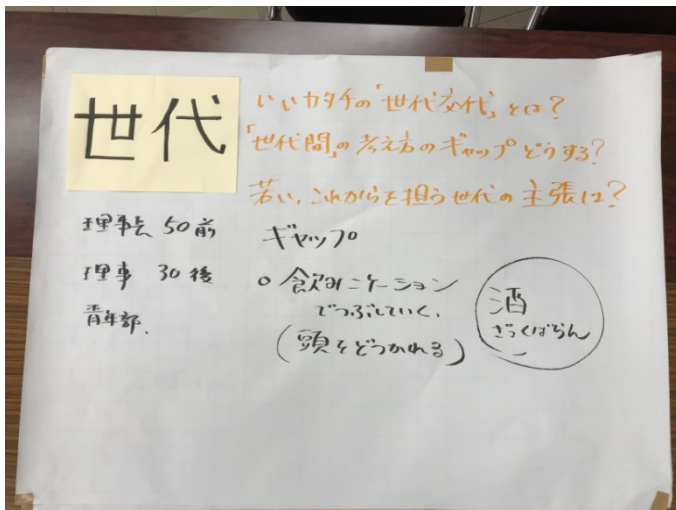 世代
いいカタチの「世代交代」とは?
「世代間」の考え方のギャップどうする?
若い、これからを担う世代の主張は?
理事長 50前
理事 30後
青年部、
ギャップ
○飲みニケーション
でつぶしていく、
(頭をどつかれる)
酒
ざっくばらん